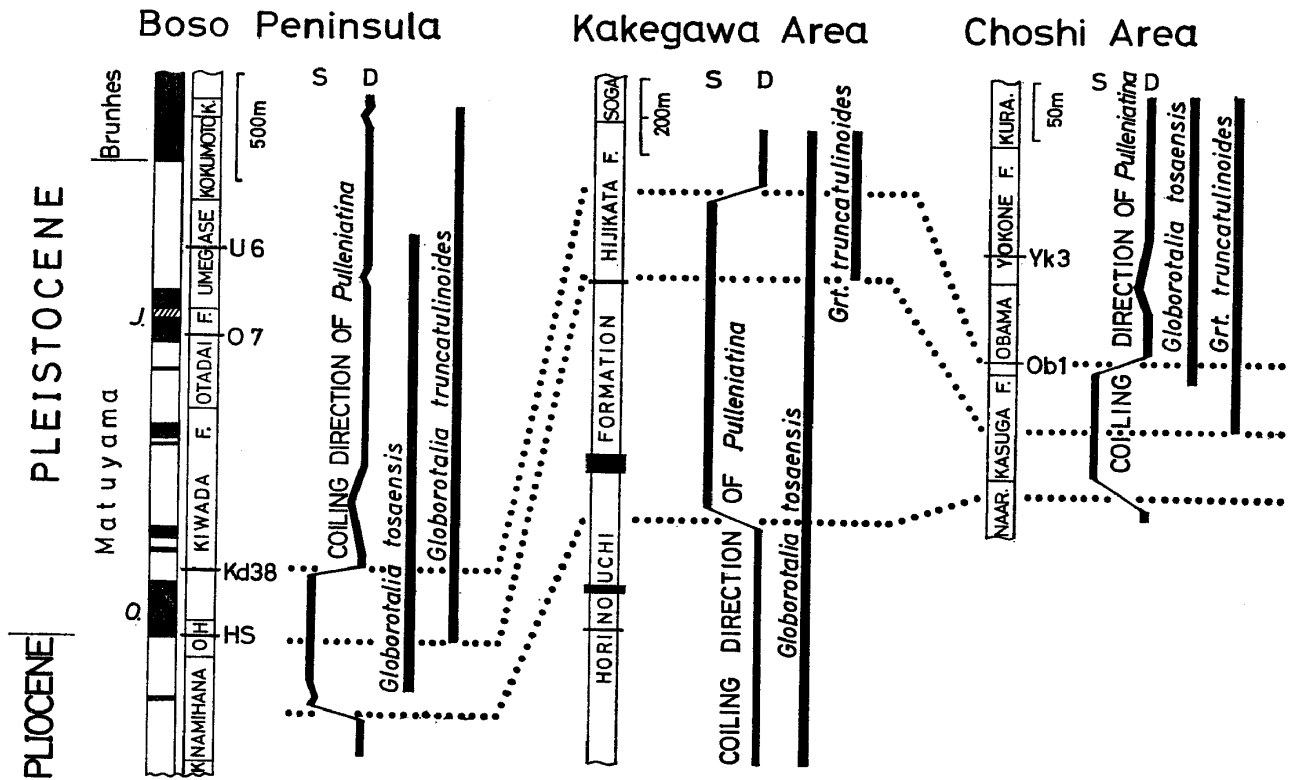 Boso Peninsula
Kakegawa Area
Choshi Area
PLEISTOCENE
PLIOCENE
Brunhes
Matuyama
J.
O.
K.
KOKUMOTO
UMEGASE
F.
OTADAI
F.
KIWADA
OH
NAMIHANA
K
500m
U6
O7
Kd38
HS
S D
COILING DIRECTION OF Pulleniatina
Globorotalia tosaensis
Globorotalia truncatulinoides
SOGA
HIJIKATA F.
HORINOUCHI FORMATION
200m
S D
COILING DIRECTION OF Pulleniatina
Globorotalia tosaensis
Grt. truncatulinoides
KURA.
YOKONE F.
OBAMA
KASUGA F.
NAAR.
50m
Yk3
Ob1
S D
COILING DIRECTION OF Pulleniatina
Globorotalia tosaensis
Grt. truncatulinoides